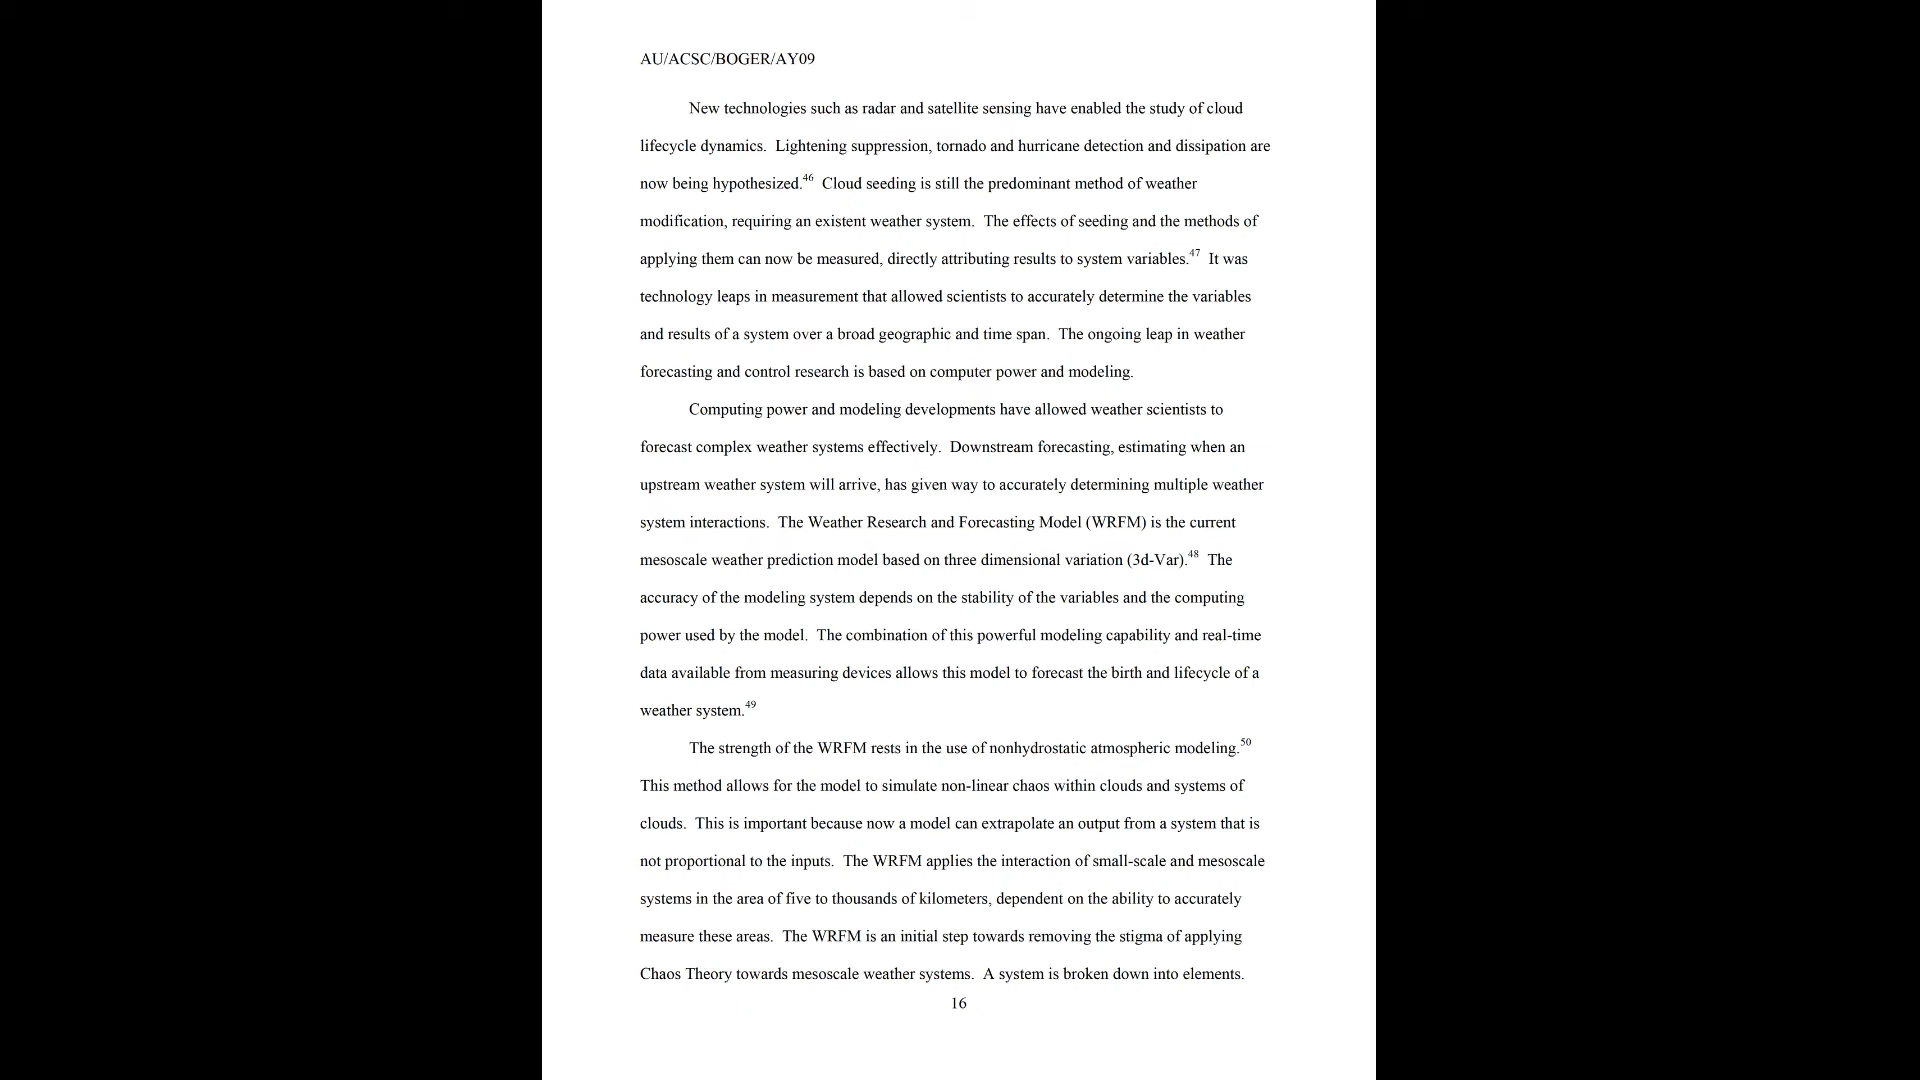 AU/ACSC/BOGER/AY09
New technologies such as radar and satellite sensing have enabled the study of cloud
lifecycle dynamics.  Lightening suppression, tornado and hurricane detection and dissipation are
now being hypothesized.46  Cloud seeding is still the predominant method of weather
modification, requiring an existent weather system.  The effects of seeding and the methods of
applying them can now be measured, directly attributing results to system variables.47  It was
technology leaps in measurement that allowed scientists to accurately determine the variables
and results of a system over a broad geographic and time span.  The ongoing leap in weather
forecasting and control research is based on computer power and modeling.
Computing power and modeling developments have allowed weather scientists to
forecast complex weather systems effectively.  Downstream forecasting, estimating when an
upstream weather system will arrive, has given way to accurately determining multiple weather
system interactions.  The Weather Research and Forecasting Model (WRFM) is the current
mesoscale weather prediction model based on three dimensional variation (3d-Var).48  The
accuracy of the modeling system depends on the stability of the variables and the computing
power used by the model.  The combination of this powerful modeling capability and real-time
data available from measuring devices allows this model to forecast the birth and lifecycle of a
weather system.49
The strength of the WRFM rests in the use of nonhydrostatic atmospheric modeling.50
This method allows for the model to simulate non-linear chaos within clouds and systems of
clouds.  This is important because now a model can extrapolate an output from a system that is
not proportional to the inputs.  The WRFM applies the interaction of small-scale and mesoscale
systems in the area of five to thousands of kilometers, dependent on the ability to accurately
measure these areas.  The WRFM is an initial step towards removing the stigma of applying
Chaos Theory towards mesoscale weather systems.  A system is broken down into elements.
16